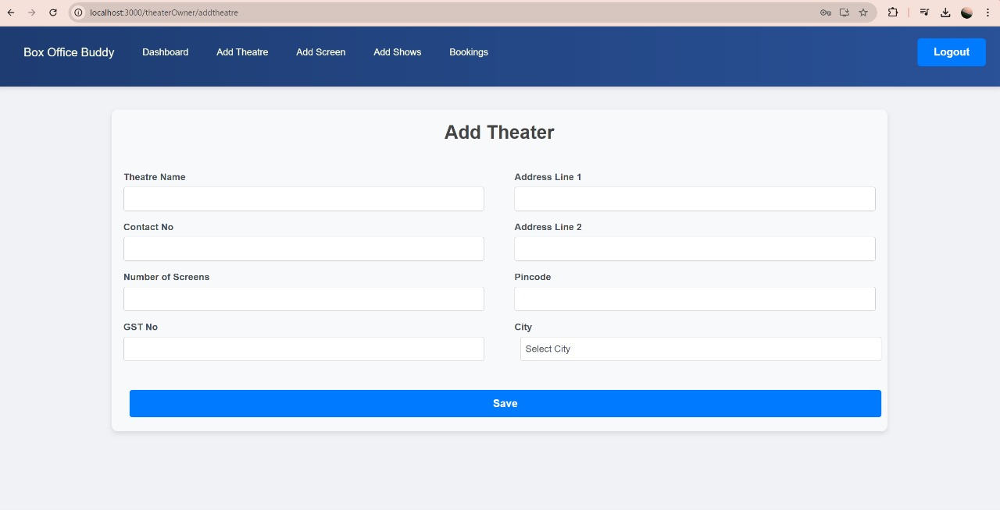 localhost:3000/theaterOwner/addtheatre
Box Office Buddy Dashboard Add Theatre Add Screen Add Shows Bookings Logout
Add Theater
Theatre Name Address Line 1
Contact No Address Line 2
Number of Screens Pincode
GST No City
Select City
Save